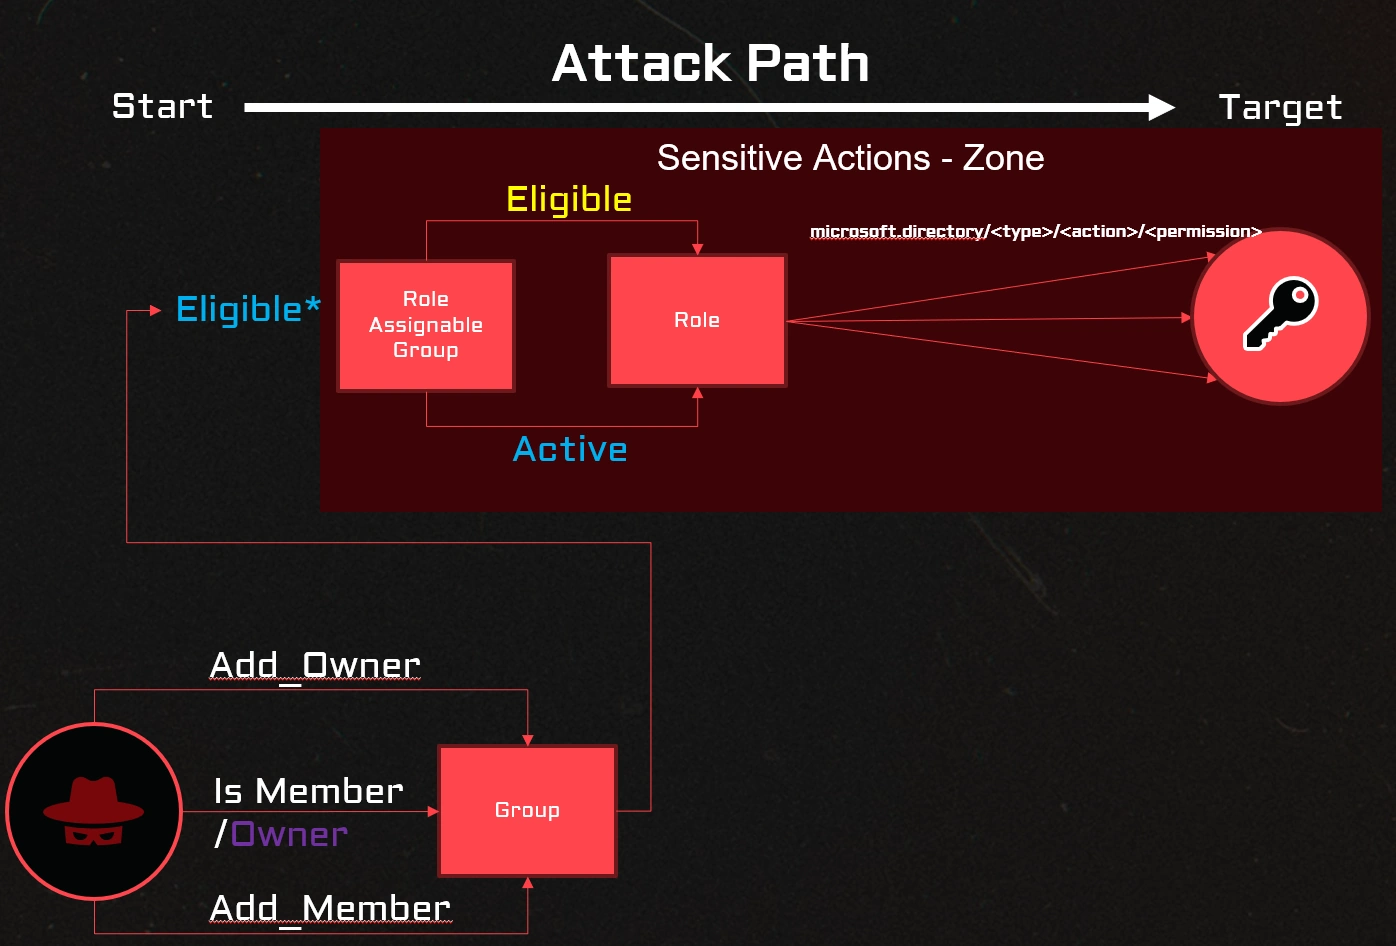 Attack Path
Start
Target
Sensitive Actions - Zone
Eligible
microsoft.directory/<type>/<action>/<permission>
Eligible*
Role
Assignable
Group
Role
Active
Add_Owner
Is Member
/Owner
Group
Add_Member